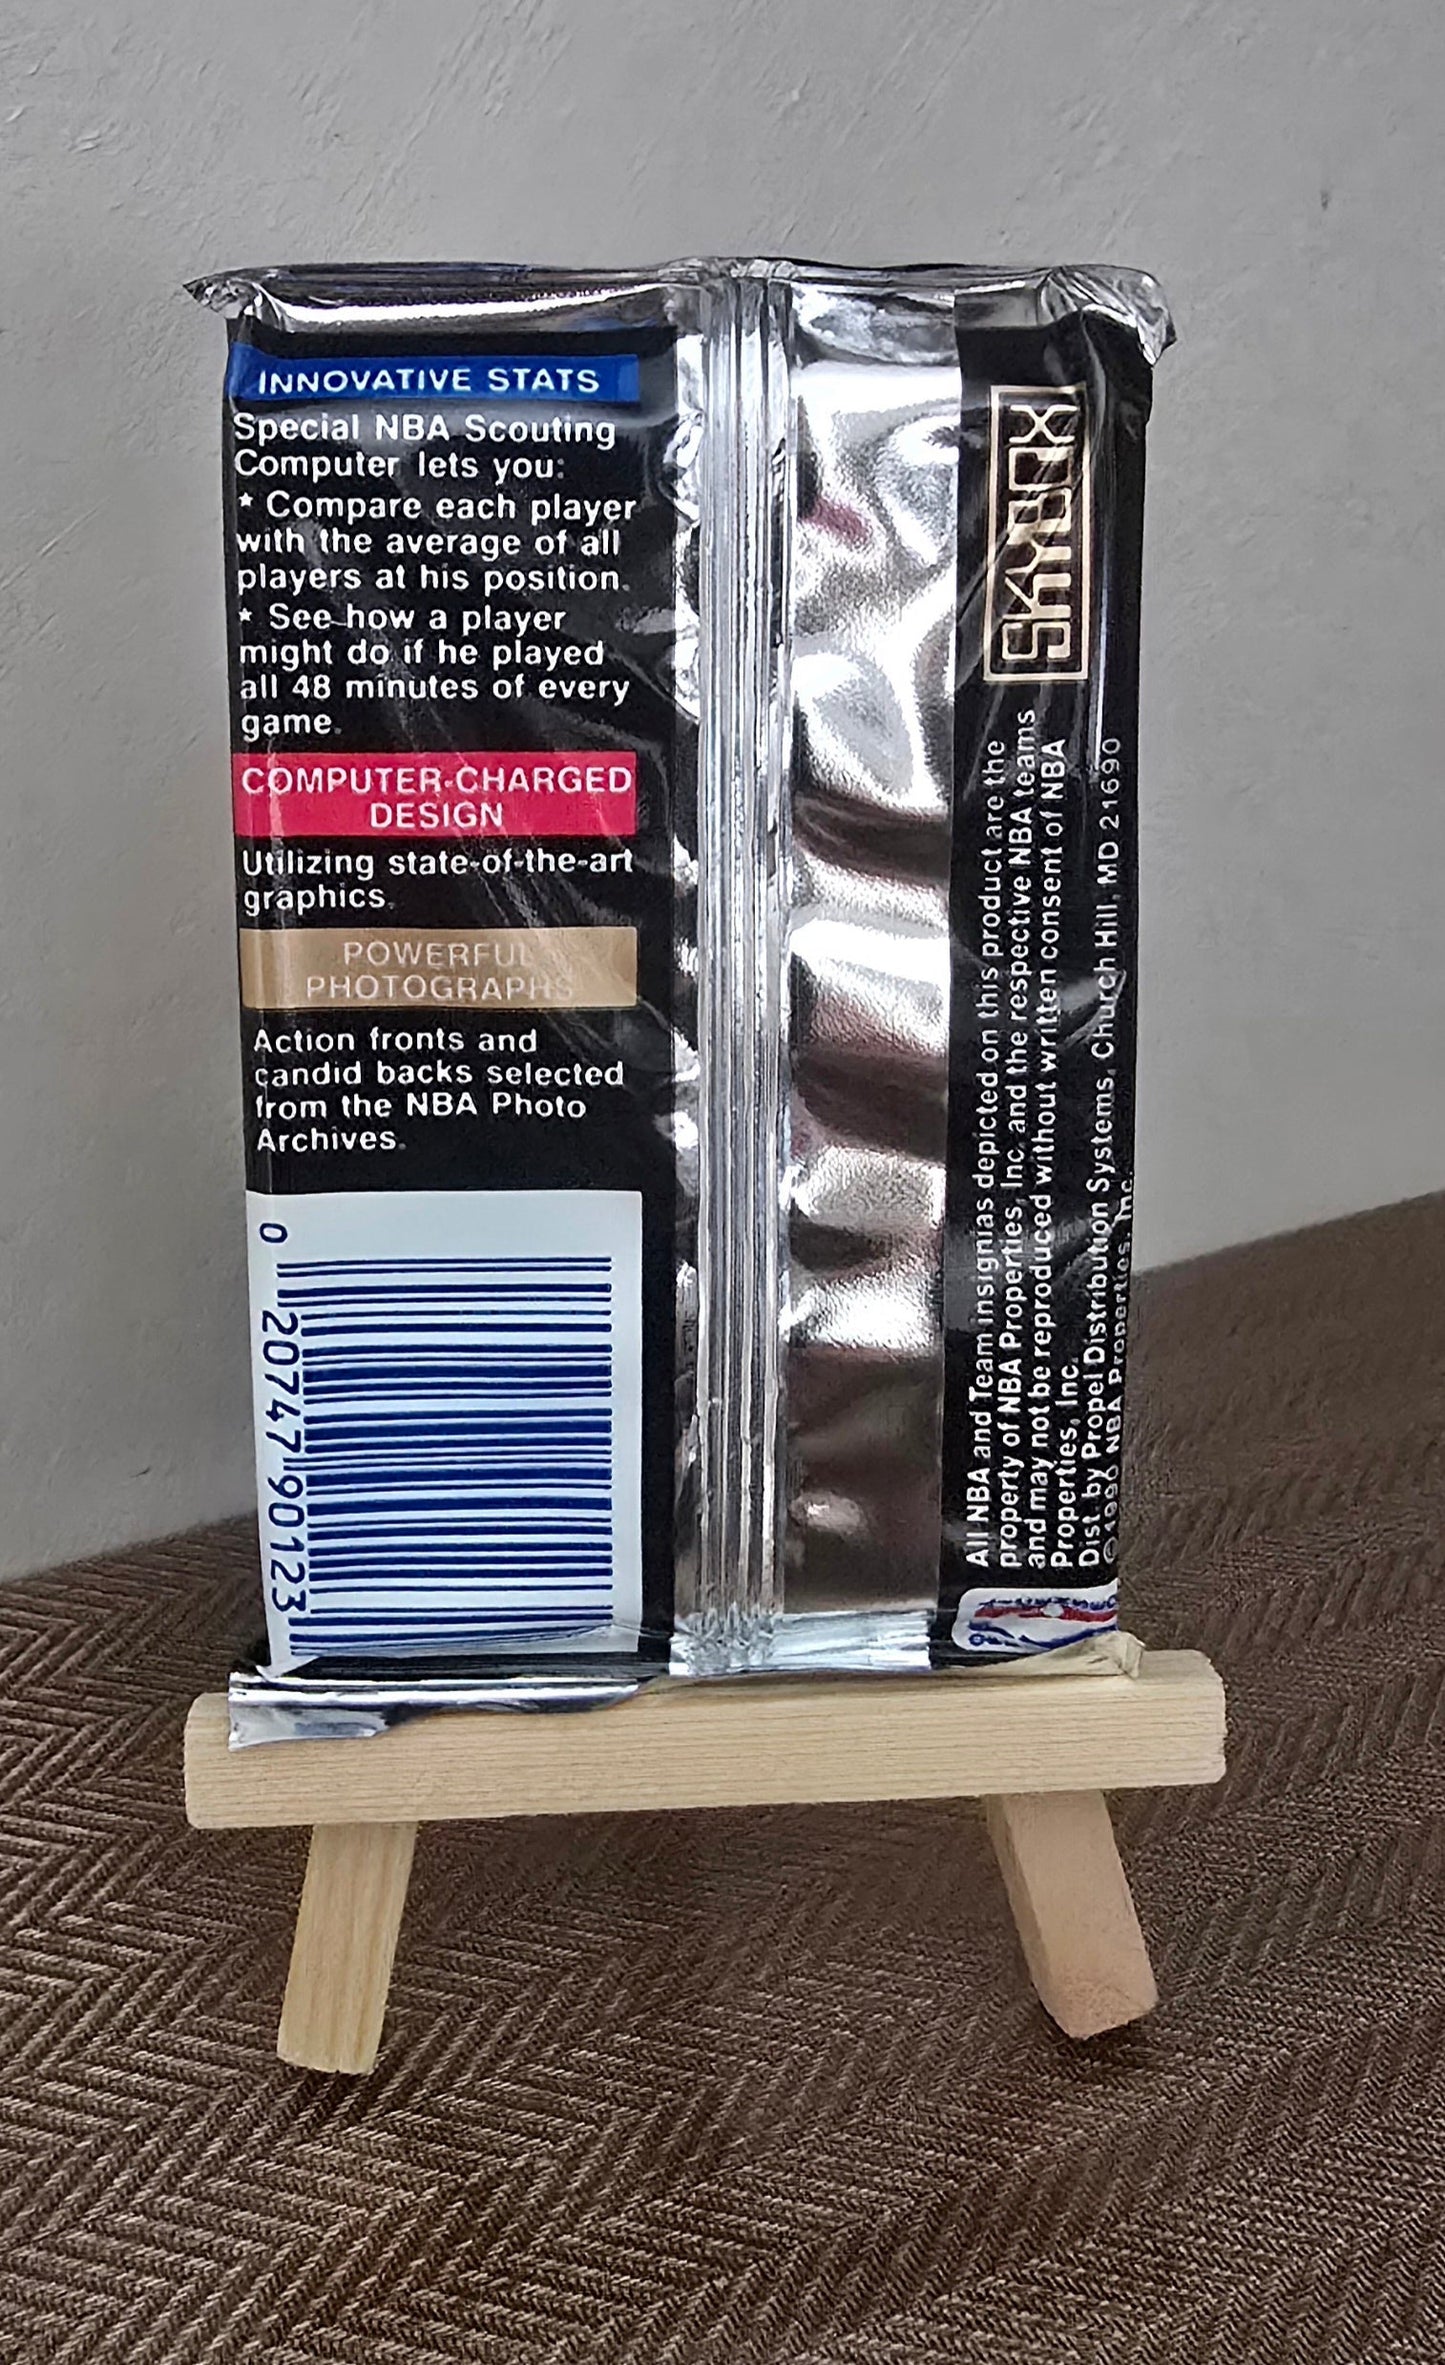 INNOVATIVE STATS
Special NBA Scouting
Computer lets you:
* Compare each player
with the average of all
players at his position.
* See how a player
might do if he played
all 48 minutes of every
game.
COMPUTER-CHARGED
DESIGN
Utilizing state-of-the-art
graphics.
POWERFUL
PHOTOGRAPHS
Action fronts and
candid backs selected
from the NBA Photo
Archives.
0 20747 90123
SKYBOX
All NBA and Team insignias depicted on this product are the
property of NBA Properties, Inc. and the respective NBA teams
and may not be reproduced without written consent of NBA
Properties, Inc.
Dist. by Propel Distribution Systems, Church Hill, MD 21690
©1990 NBA Properties, Inc.